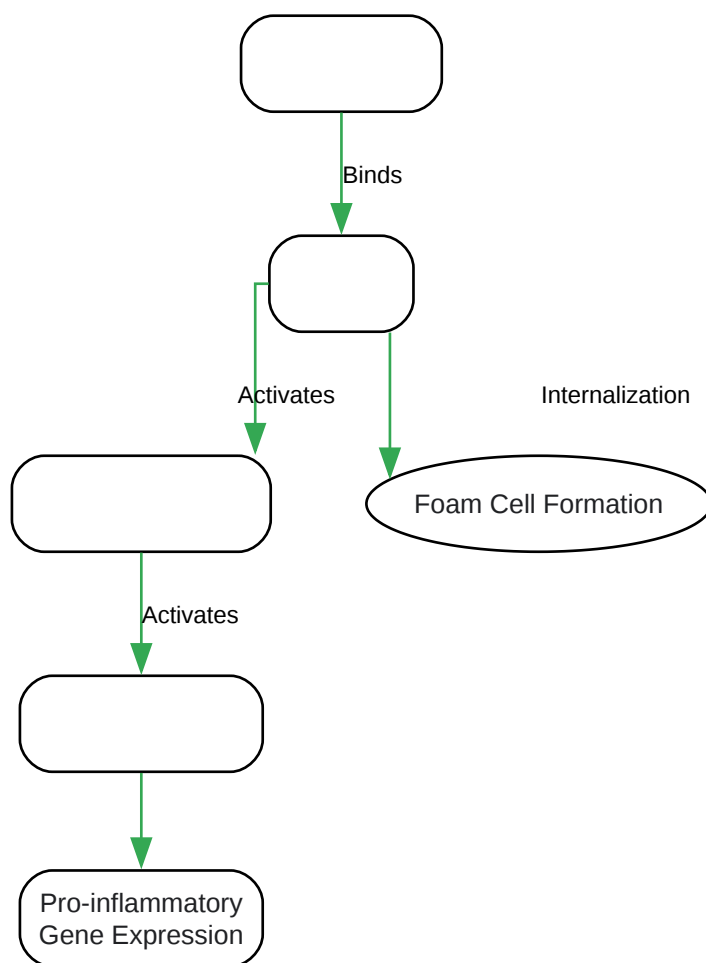 Binds
Activates
Internalization
Foam Cell Formation
Activates
Pro-inflammatory
Gene Expression